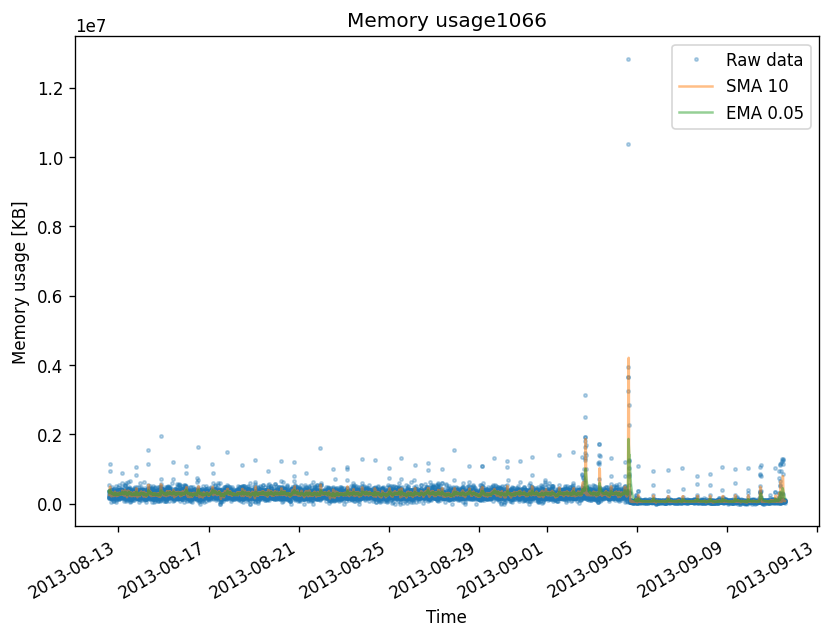 Memory usage1066
1e7
Raw data
SMA 10
EMA 0.05
1.2
1.0
0.8
0.6
0.4
0.2
0.0
Memory usage [KB]
2013-08-13
2013-08-17
2013-08-21
2013-08-25
2013-08-29
2013-09-01
2013-09-05
2013-09-09
2013-09-13
Time